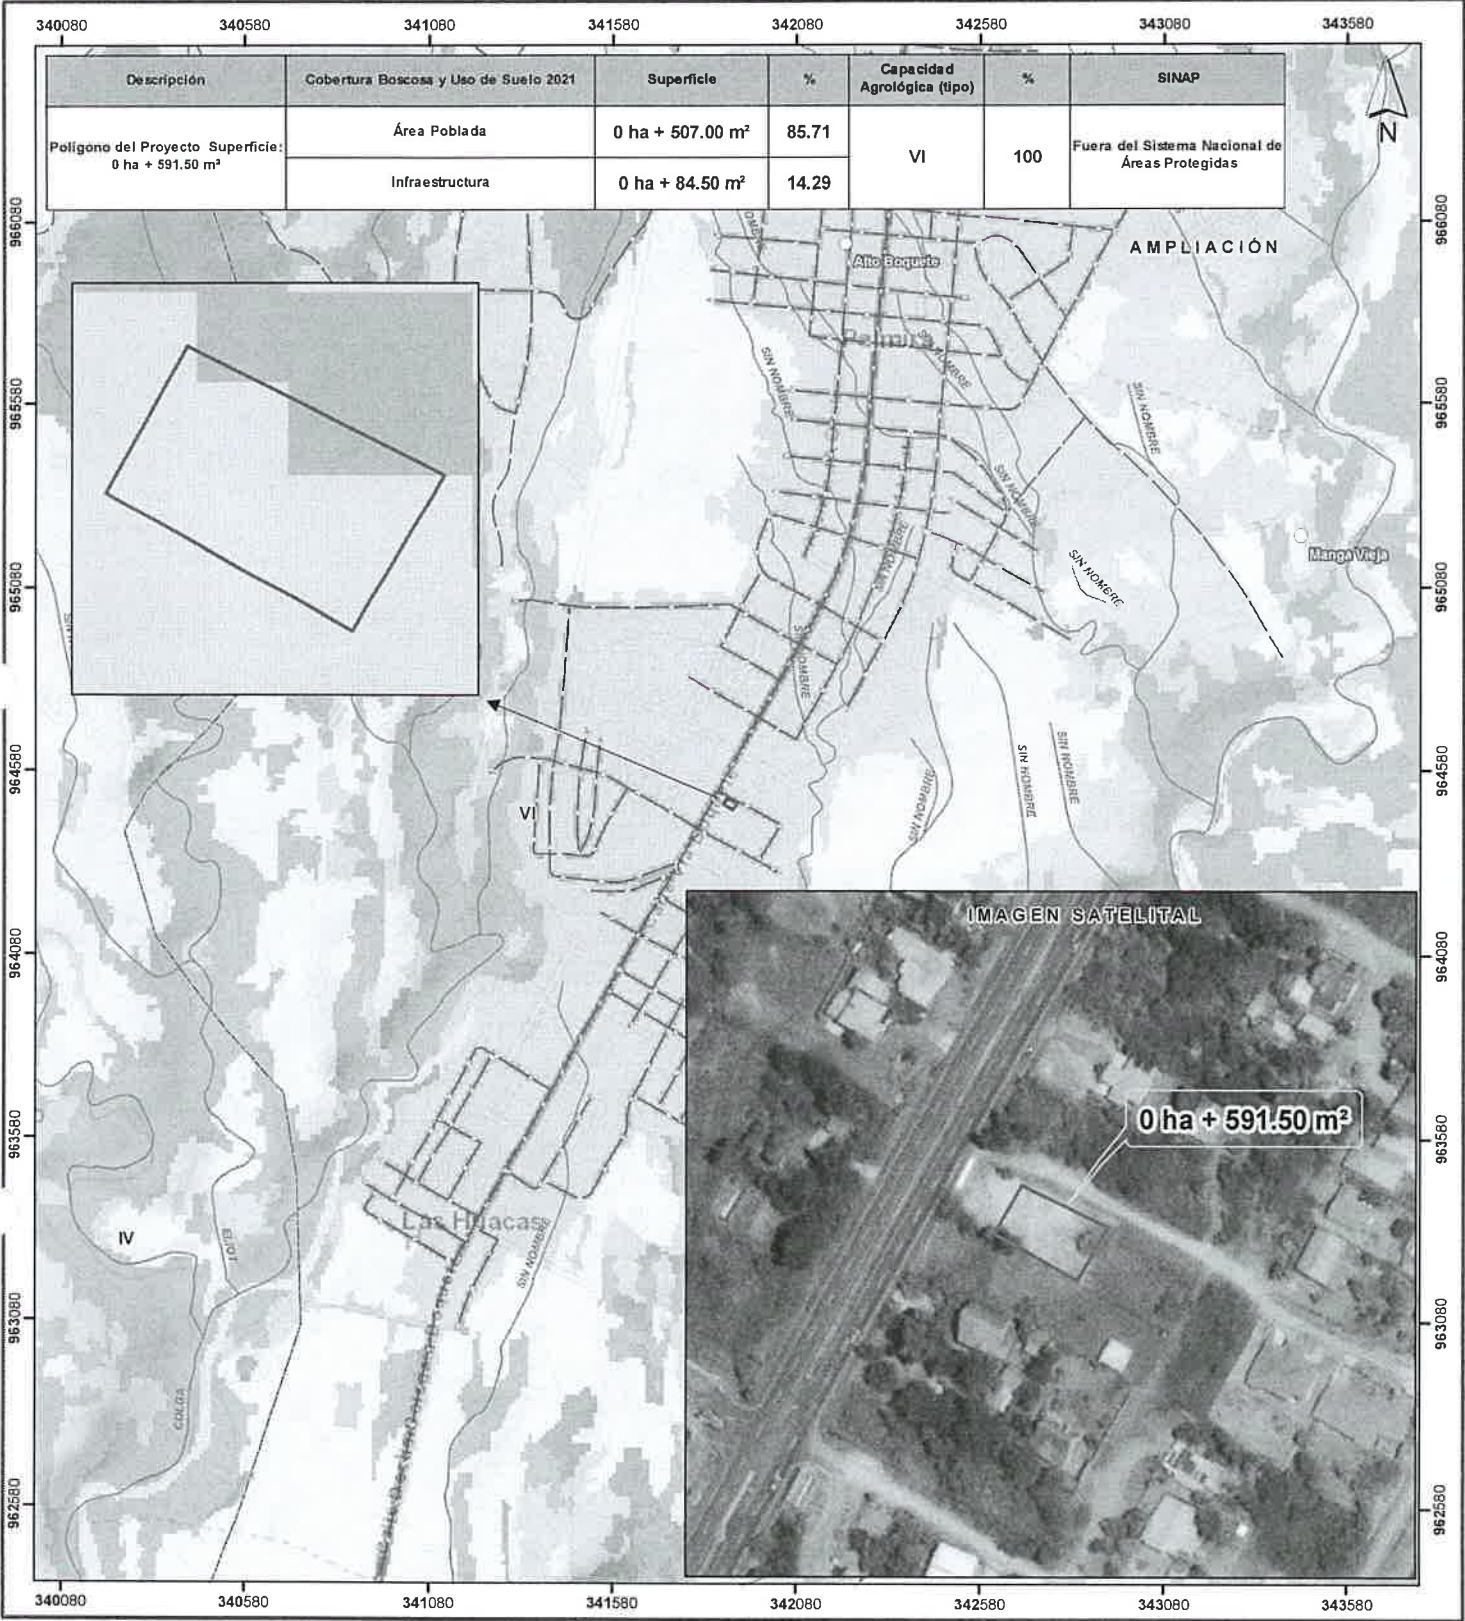 340080 340580 341080 341580 342080 342580 343080 343580
Descripción Cobertura Boscosa y Uso de Suelo 2021 Superficie % Capacidad Agrológica (tipo) % SINAP
Polígono del Proyecto Superficie:
0 ha + 591.50 m²
Área Poblada 0 ha + 507.00 m² 85.71
Infraestructura 0 ha + 84.50 m² 14.29
VI 100
Fuera del Sistema Nacional de
Áreas Protegidas
N
966080 966080
AMPLIACIÓN
Alto Boquete
SIN NOMBRE
SIN NOMBRE
965580 965580
SIN NOMBRE
SIN NOMBRE
Manga Vieja
SIN NOMBRE
965080 965080
SIN NOMBRE
964580 964580
SIN NOMBRE
SIN NOMBRE
SIN NOMBRE
VI
IMAGEN SATELITAL
964080 964080
0 ha + 591.50 m²
963580 963580
Las Huacas
SIN NOMBRE
IV
963080 963080
962580 962580
340080 340580 341080 341580 342080 342580 343080 343580